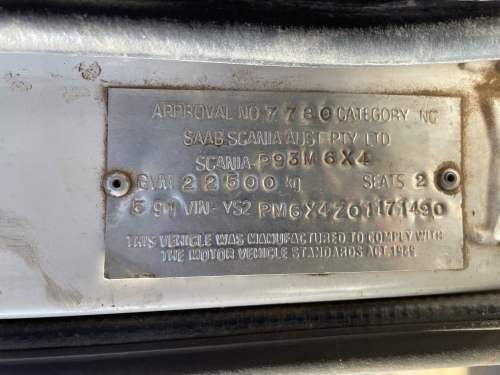 APPROVAL NO 7780 CATEGORY NC
SAAB-SCANIA AUST. PTY LTD
SCANIA-P93M 6X4
GVM 22500 kg SEATS 2
5 91 VIN- VS2 PM6X4Z01171490
THIS VEHICLE WAS MANUFACTURED TO COMPLY WITH
THE MOTOR VEHICLE STANDARDS ACT 1989